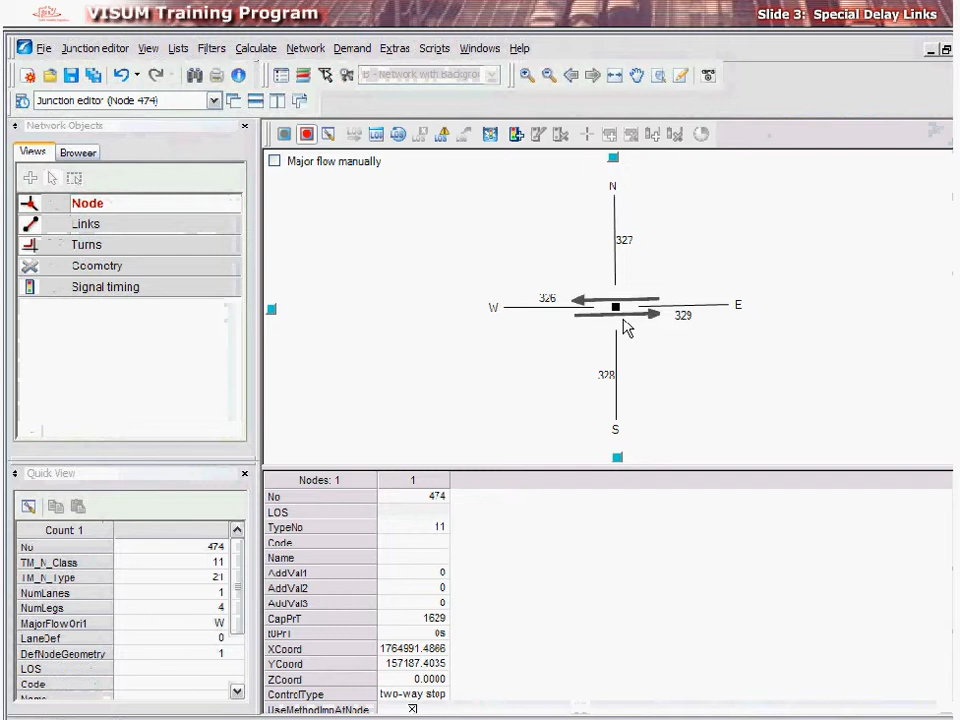 VISUM Training Program
Slide 3: Special Delay Links
File Junction editor View Lists Filters Calculate Network Demand Extras Scripts Windows Help
B - Network with Backgrou
Junction editor (Node 474)
Network Objects
Views Browser
Node
Links
Turns
Geometry
Signal timing
Major flow manually
N
327
326
W
E
329
328
S
Quick View
Count 1
No 474
TM_N_Class 11
TM_N_Type 21
NumLanes 1
NumLegs 4
MajorFlowOri1 W
LaneDef 0
DefNodeGeometry 1
LOS
Code
Name
Nodes: 1 1
No 474
LOS
TypeNo 11
Code
Name
AddVal1 0
AddVal2 0
AddVal3 0
CapPrT 1629
t0PrT 0s
XCoord 1764991.4866
YCoord 157187.4035
ZCoord 0.0000
ControlType two-way stop
UseMethodImpAtNode